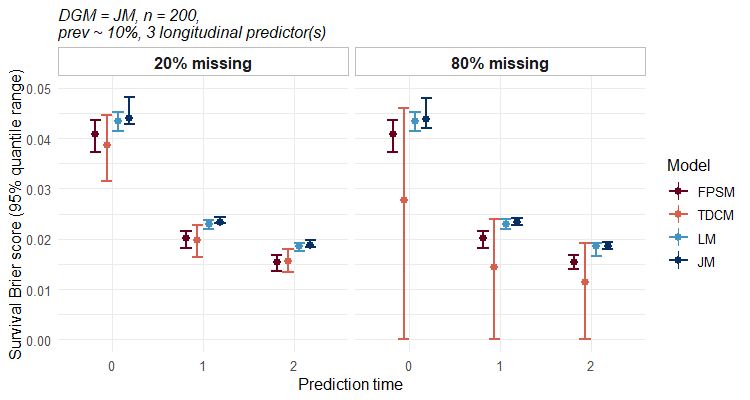 DGM = JM, n = 200,
prev ~ 10%, 3 longitudinal predictor(s)
20% missing
80% missing
Survival Brier score (95% quantile range)
0.05
0.04
0.03
0.02
0.01
0.00
0 1 2
0 1 2
Prediction time
Model
FPSM
TDCM
LM
JM